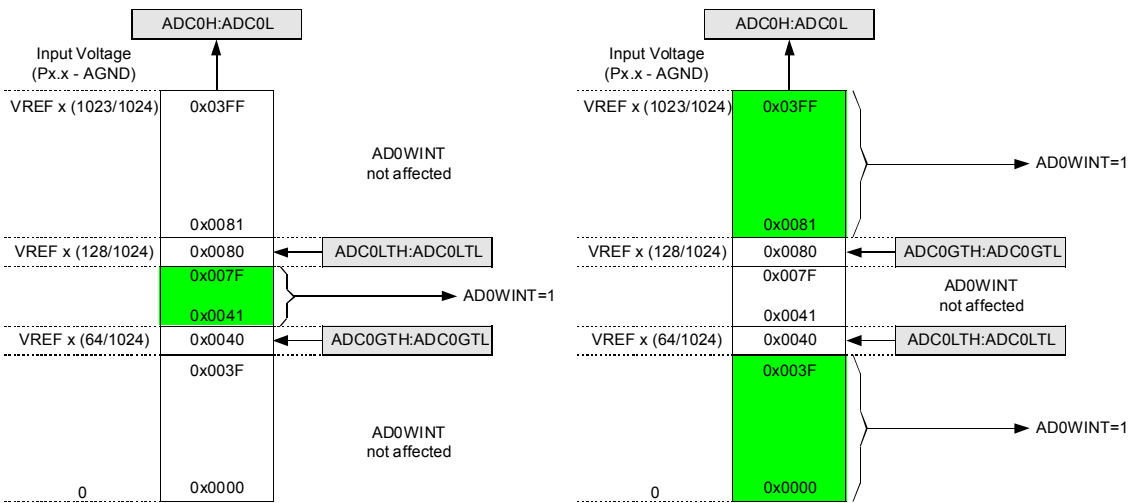 ADC0H:ADC0L
Input Voltage
(Px.x - AGND)
VREF x (1023/1024)
0x03FF
AD0WINT
not affected
0x0081
VREF x (128/1024)
0x0080
ADC0LTH:ADC0LTL
0x007F
AD0WINT=1
0x0041
VREF x (64/1024)
0x0040
ADC0GTH:ADC0GTL
0x003F
AD0WINT
not affected
0
0x0000
ADC0H:ADC0L
Input Voltage
(Px.x - AGND)
VREF x (1023/1024)
0x03FF
AD0WINT=1
0x0081
VREF x (128/1024)
0x0080
ADC0GTH:ADC0GTL
0x007F
AD0WINT
not affected
0x0041
VREF x (64/1024)
0x0040
ADC0LTH:ADC0LTL
0x003F
AD0WINT=1
0
0x0000